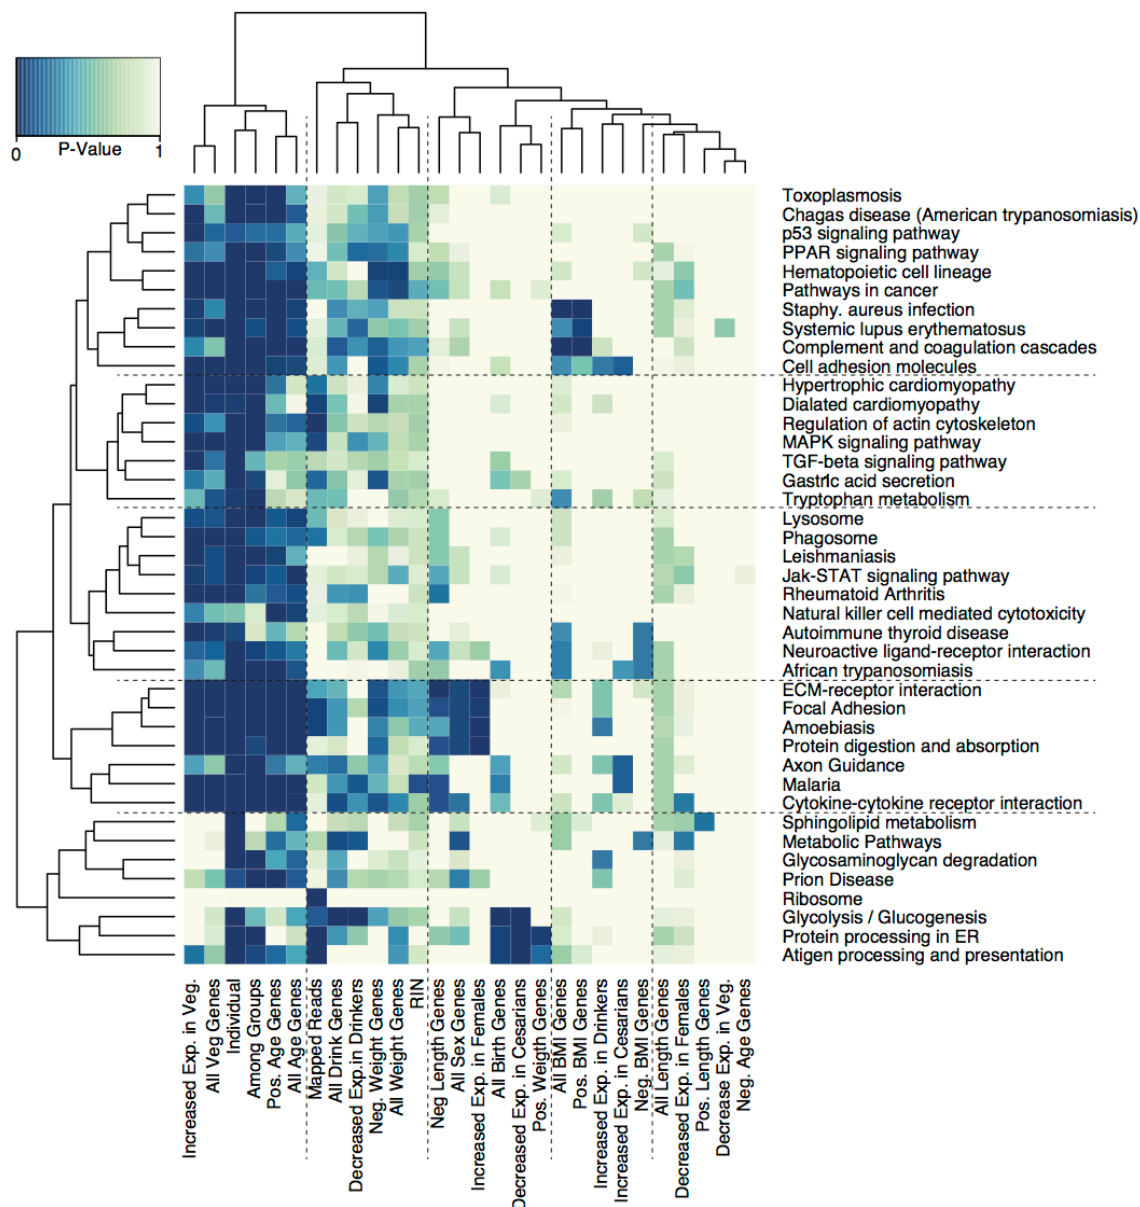 0
P-Value
1
Toxoplasmosis
Chagas disease (American trypanosomiasis)
p53 signaling pathway
PPAR signaling pathway
Hematopoietic cell lineage
Pathways in cancer
Staphy. aureus infection
Systemic lupus erythematosus
Complement and coagulation cascades
Cell adhesion molecules
Hypertrophic cardiomyopathy
Dialated cardiomyopathy
Regulation of actin cytoskeleton
MAPK signaling pathway
TGF-beta signaling pathway
Gastric acid secretion
Tryptophan metabolism
Lysosome
Phagosome
Leishmaniasis
Jak-STAT signaling pathway
Rheumatoid Arthritis
Natural killer cell mediated cytotoxicity
Autoimmune thyroid disease
Neuroactive ligand-receptor interaction
African trypanosomiasis
ECM-receptor interaction
Focal Adhesion
Amoebiasis
Protein digestion and absorption
Axon Guidance
Malaria
Cytokine-cytokine receptor interaction
Sphingolipid metabolism
Metabolic Pathways
Glycosaminoglycan degradation
Prion Disease
Ribosome
Glycolysis / Glucogenesis
Protein processing in ER
Atigen processing and presentation
Increased Exp. in Veg.
All Veg Genes
Individual
Among Groups
Pos. Age Genes
All Age Genes
Mapped Reads
All Drink Genes
Decreased Exp.in Drinkers
Neg. Weight Genes
All Weight Genes
RIN
Neg Length Genes
All Sex Genes
Increased Exp. in Females
All Birth Genes
Decreased Exp. in Cesarians
Pos. Weigth Genes
All BMI Genes
Pos. BMI Genes
Increased Exp. in Drinkers
Increased Exp. in Cesarians
Neg. BMI Genes
All Length Genes
Decreased Exp. in Females
Pos. Length Genes
Decrease Exp. in Veg.
Neg. Age Genes